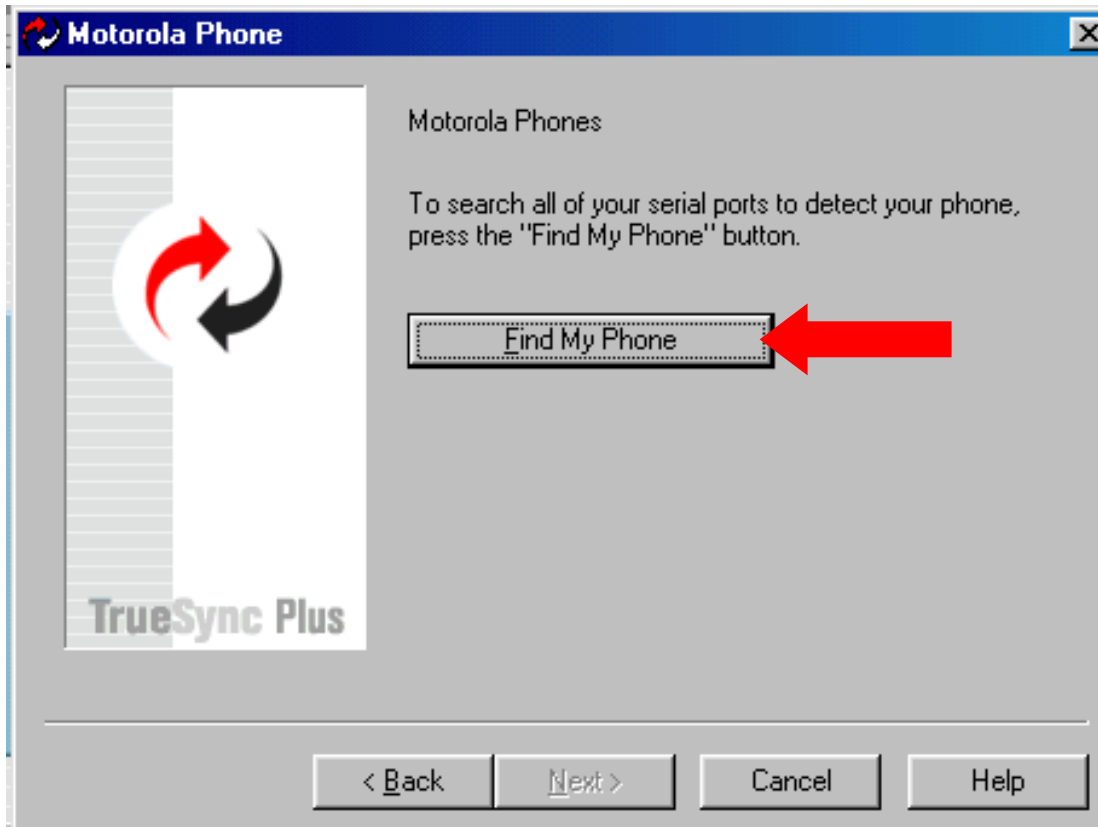 Motorola Phone
Motorola Phones
To search all of your serial ports to detect your phone,
press the "Find My Phone" button.
Find My Phone
TrueSync Plus
< Back
Next >
Cancel
Help